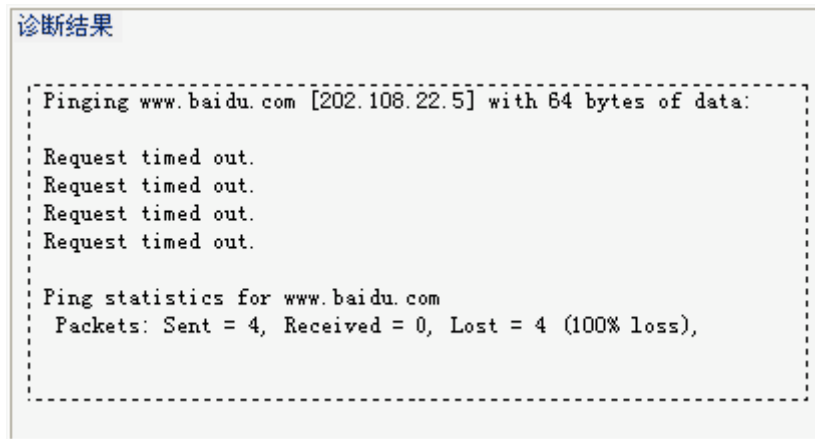 诊断结果
Pinging www.baidu.com [202.108.22.5] with 64 bytes of data:
Request timed out.
Request timed out.
Request timed out.
Request timed out.
Ping statistics for www.baidu.com
Packets: Sent = 4, Received = 0, Lost = 4 (100% loss),